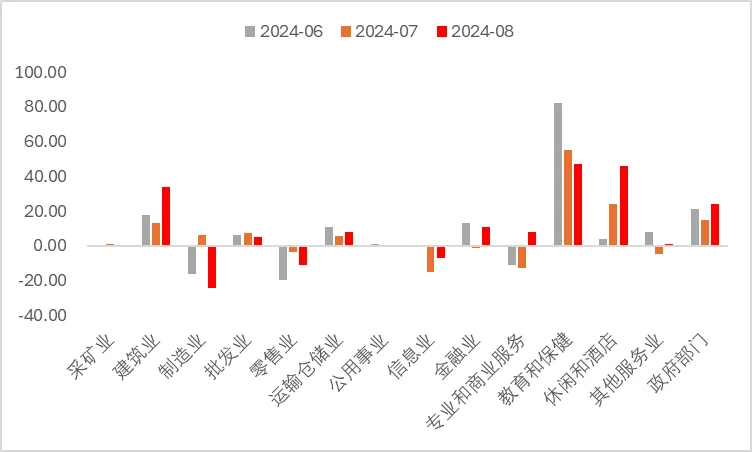 2024-06 2024-07 2024-08
100.00
80.00
60.00
40.00
20.00
0.00
-20.00
-40.00
采矿业
建筑业
制造业
批发业
零售业
运输仓储业
公用事业
信息业
金融业
专业和商业服务
教育和保健
休闲和酒店
其他服务业
政府部门